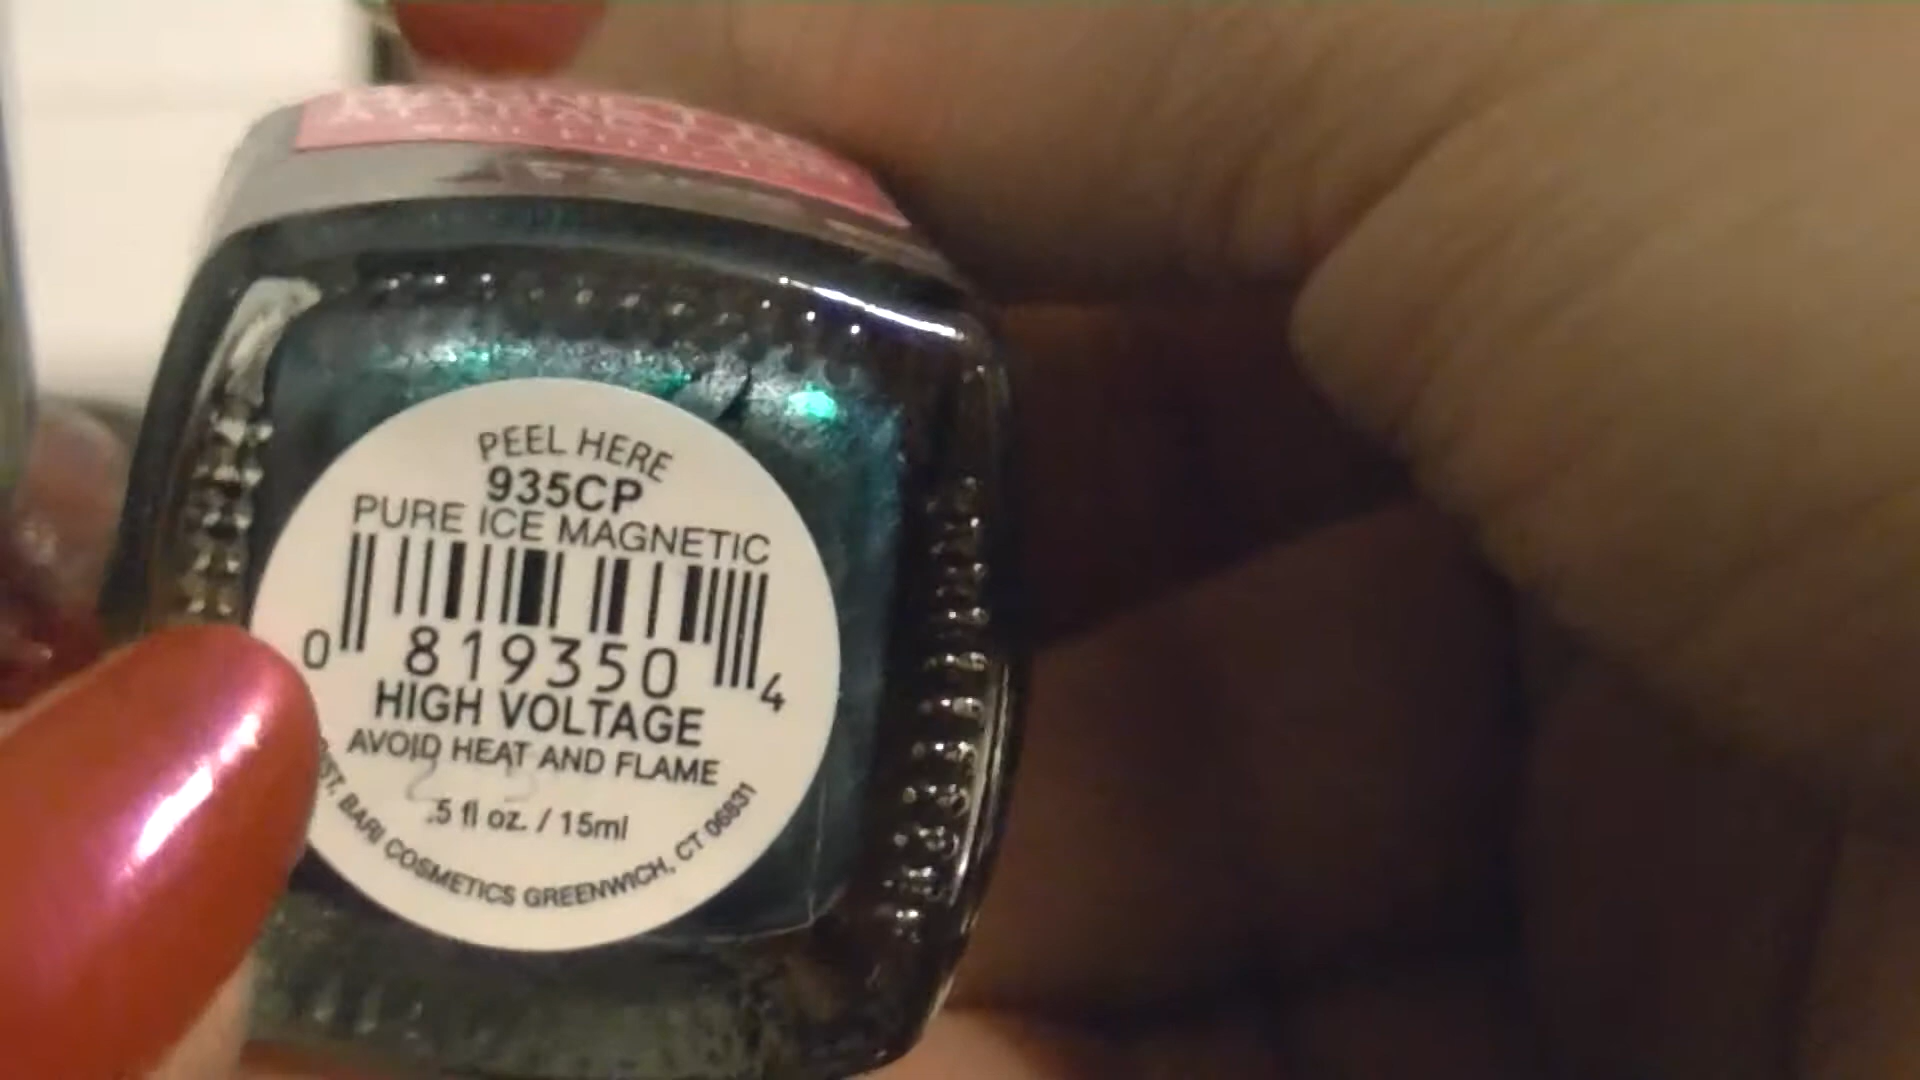 PEEL HERE
935CP
PURE ICE MAGNETIC
0 819350 4
HIGH VOLTAGE
AVOID HEAT AND FLAME
.5 fl oz. / 15ml
BARI COSMETICS GREENWICH, CT 06831